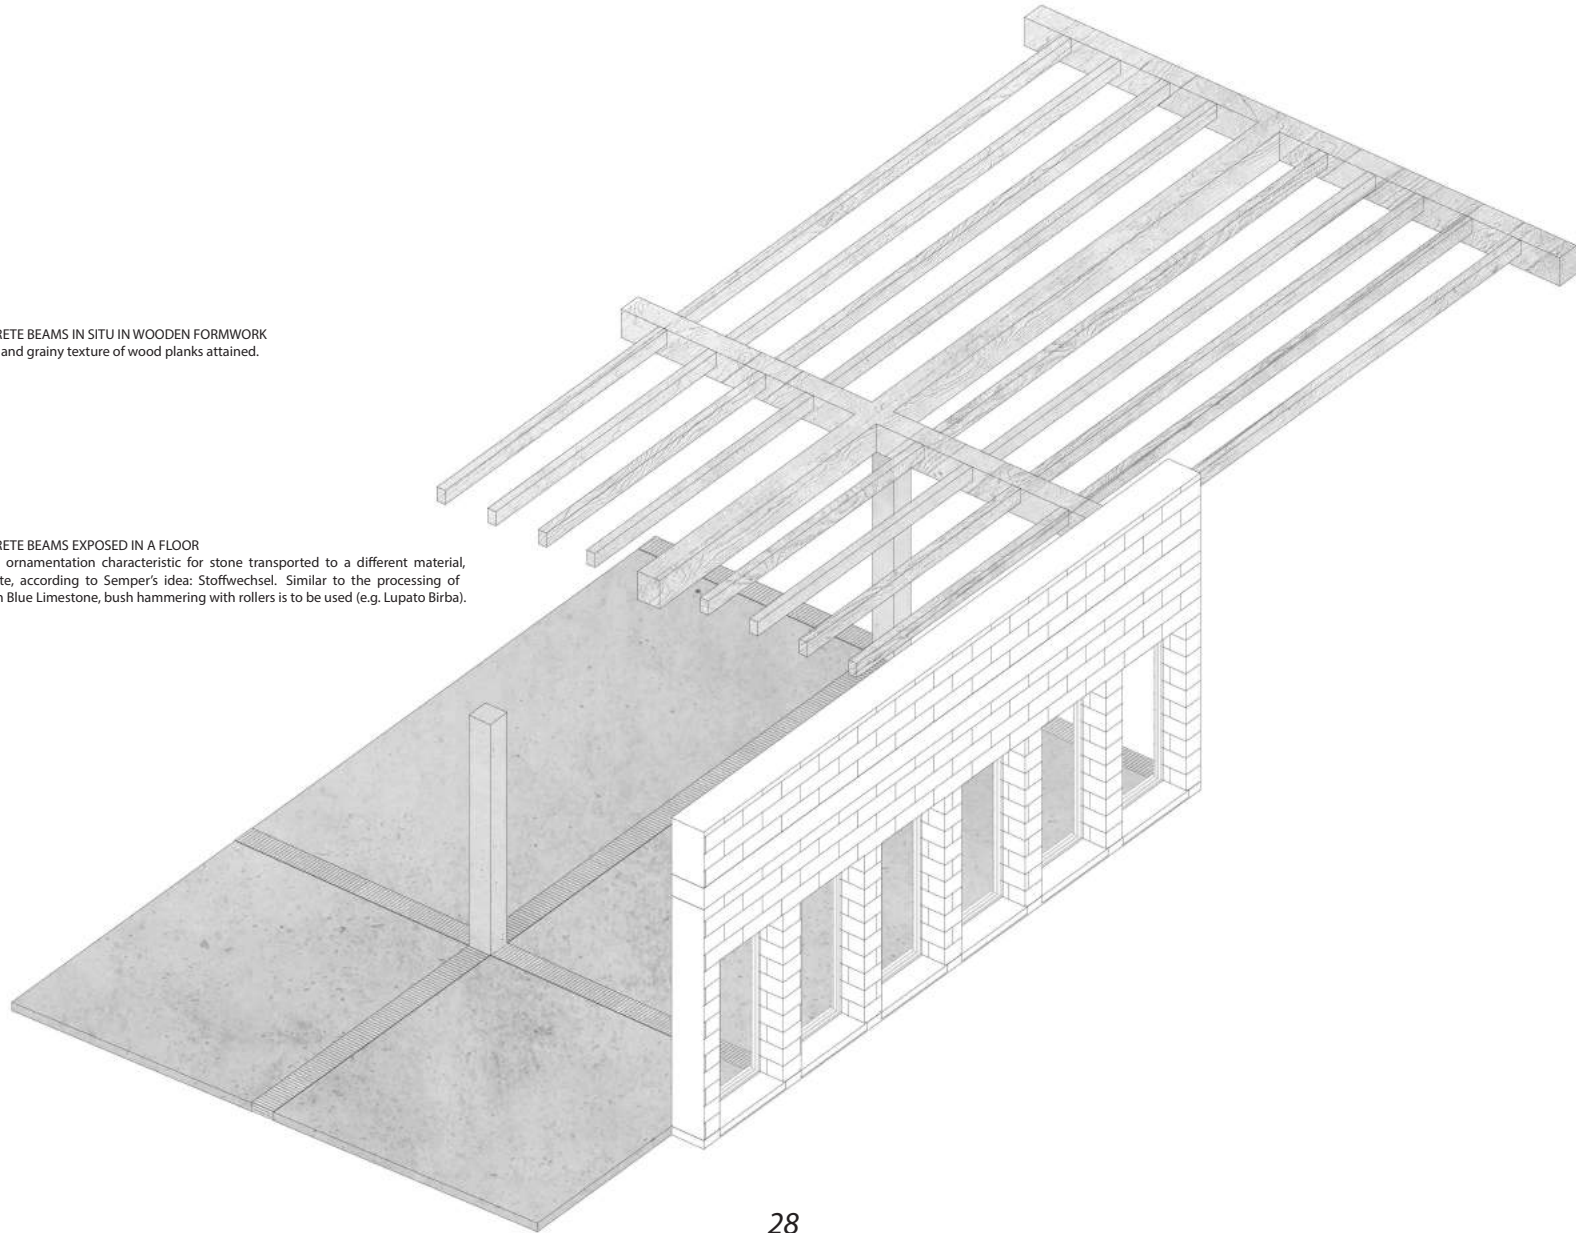 RETE BEAMS IN SITU IN WOODEN FORMWORK
and grainy texture of wood planks attained.
RETE BEAMS EXPOSED IN A FLOOR
ornamentation characteristic for stone transported to a different material,
te, according to Semper's idea: Stoffwechsel. Similar to the processing of
n Blue Limestone, bush hammering with rollers is to be used (e.g. Lupato Birba).
28